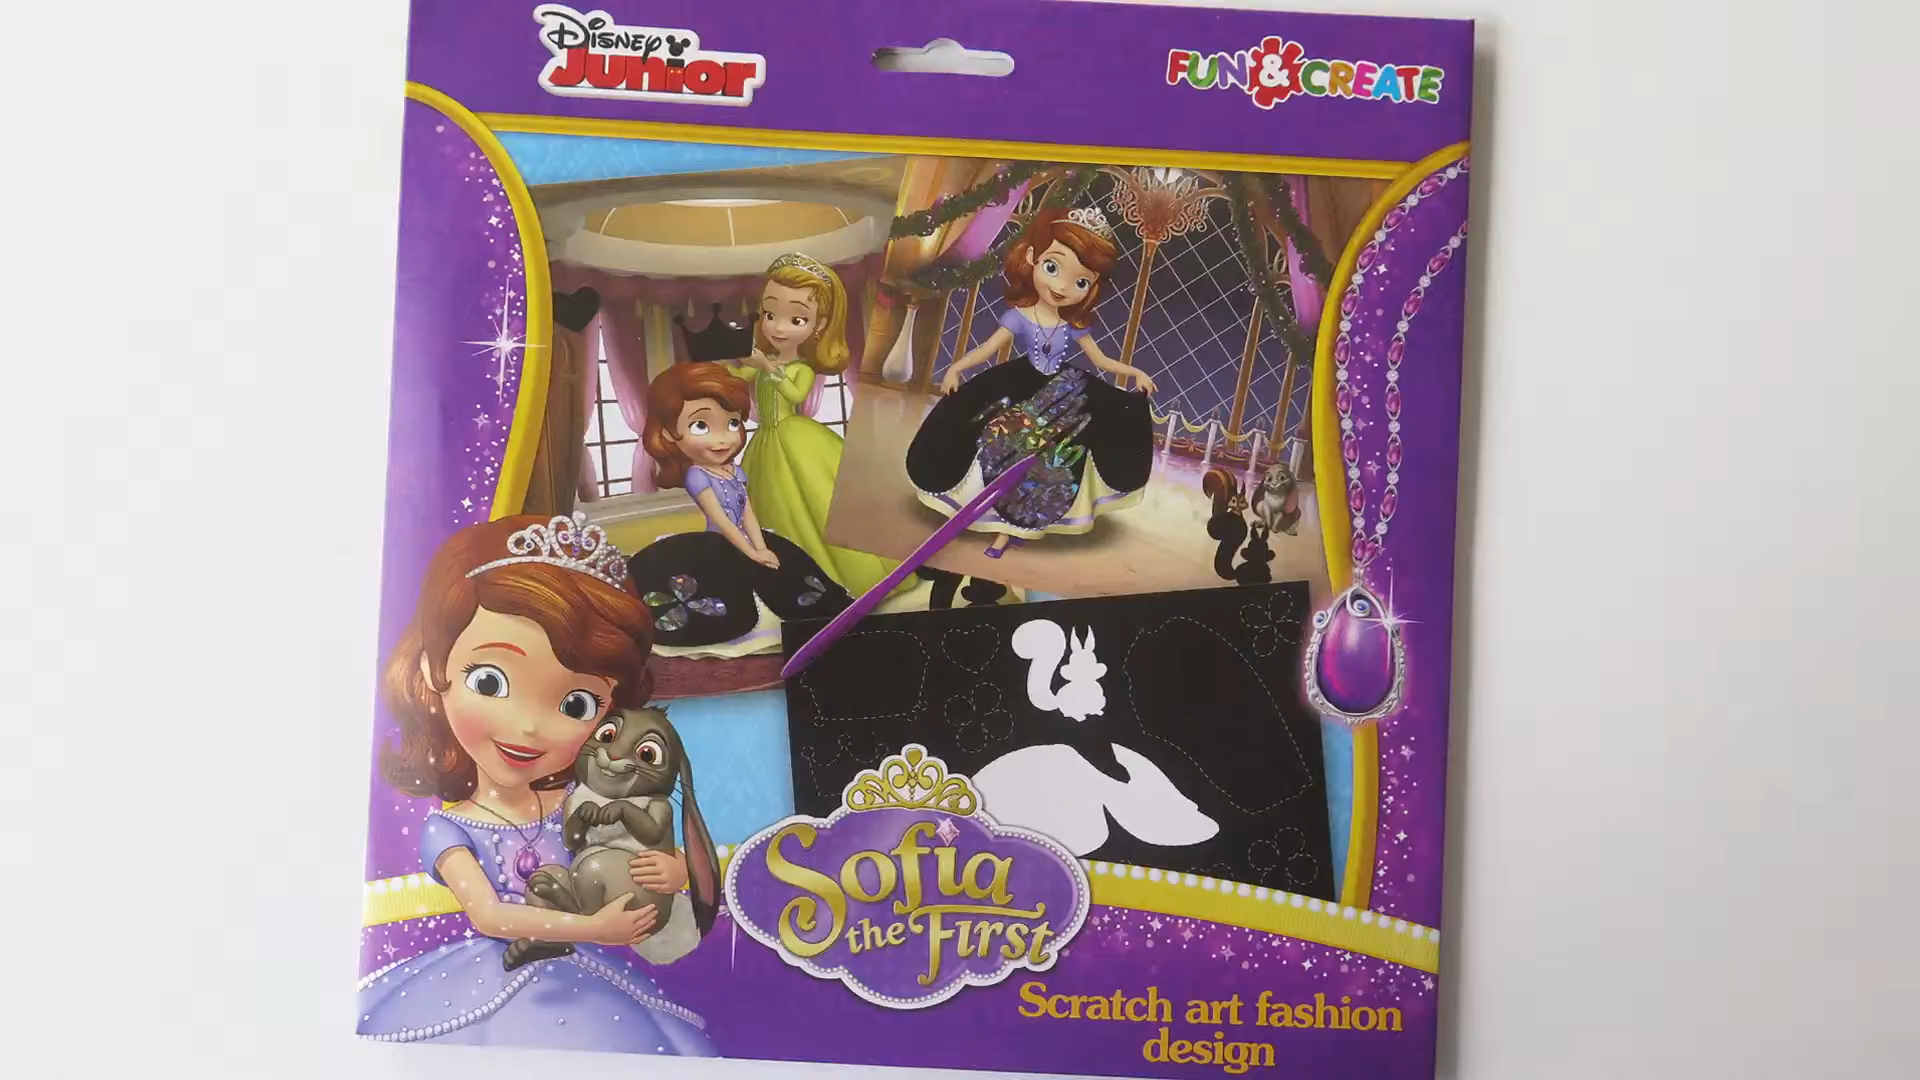 Disney
Junior
FUN&CREATE
Sofia
the First
Scratch art fashion
design